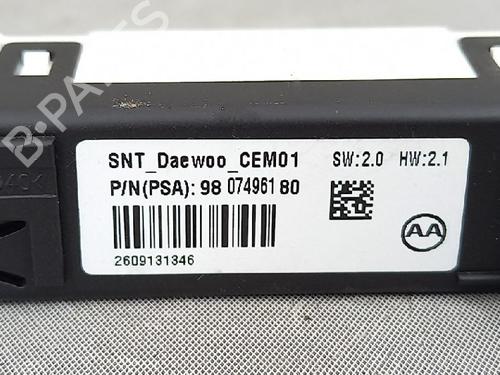 SNT_Daewoo_CEM01 SW:2.0 HW:2.1
P/N(PSA): 98 074961 80
AA
2609131346
B-PARTS